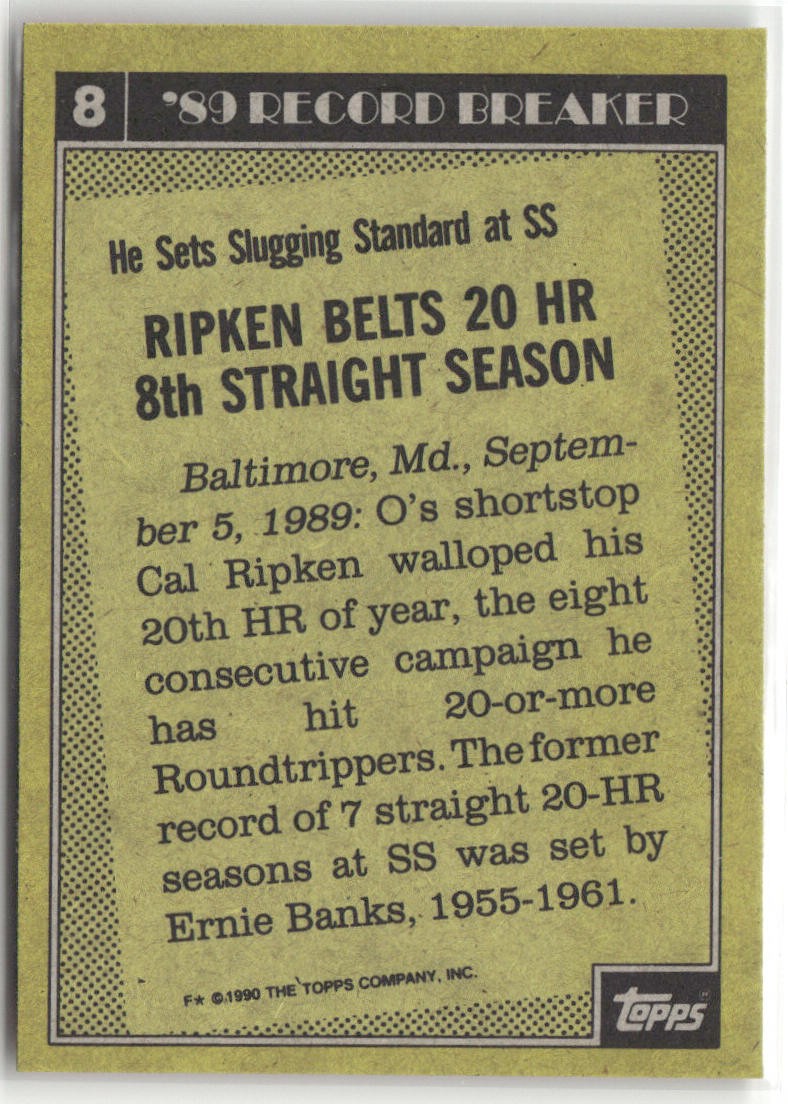 8 '89 RECORD BREAKER
He Sets Slugging Standard at SS
RIPKEN BELTS 20 HR
8th STRAIGHT SEASON
Baltimore, Md., Septem-
ber 5, 1989: O's shortstop
Cal Ripken walloped his
20th HR of year, the eight
consecutive campaign he
has hit 20-or-more
Roundtrippers. The former
record of 7 straight 20-HR
seasons at SS was set by
Ernie Banks, 1955-1961.
F★ ©1990 THE TOPPS COMPANY, INC.
topps®